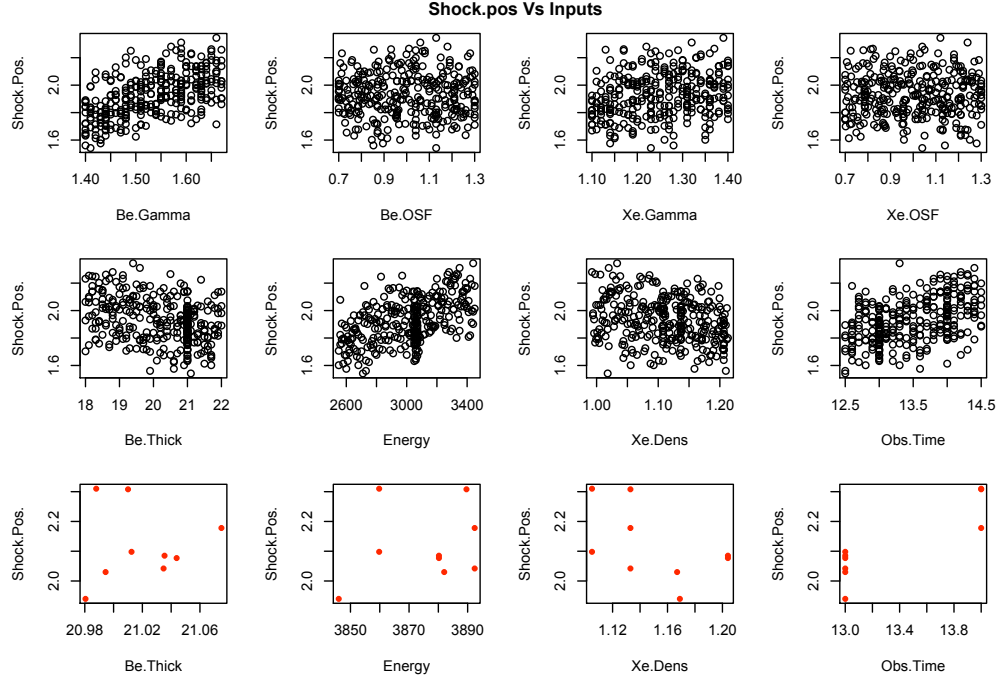 Shock.pos Vs Inputs
Shock.Pos.
1.6 2.0
1.40 1.50 1.60
Be.Gamma
Shock.Pos.
1.6 2.0
0.7 0.9 1.1 1.3
Be.OSF
Shock.Pos.
1.6 2.0
1.10 1.20 1.30 1.40
Xe.Gamma
Shock.Pos.
1.6 2.0
0.7 0.9 1.1 1.3
Xe.OSF
Shock.Pos.
1.6 2.0
18 19 20 21 22
Be.Thick
Shock.Pos.
1.6 2.0
2600 3000 3400
Energy
Shock.Pos.
1.6 2.0
1.00 1.10 1.20
Xe.Dens
Shock.Pos.
1.6 2.0
12.5 13.5 14.5
Obs.Time
Shock.Pos.
2.0 2.2
20.98 21.02 21.06
Be.Thick
Shock.Pos.
2.0 2.2
3850 3870 3890
Energy
Shock.Pos.
2.0 2.2
1.12 1.16 1.20
Xe.Dens
Shock.Pos.
2.0 2.2
13.0 13.4 13.8
Obs.Time